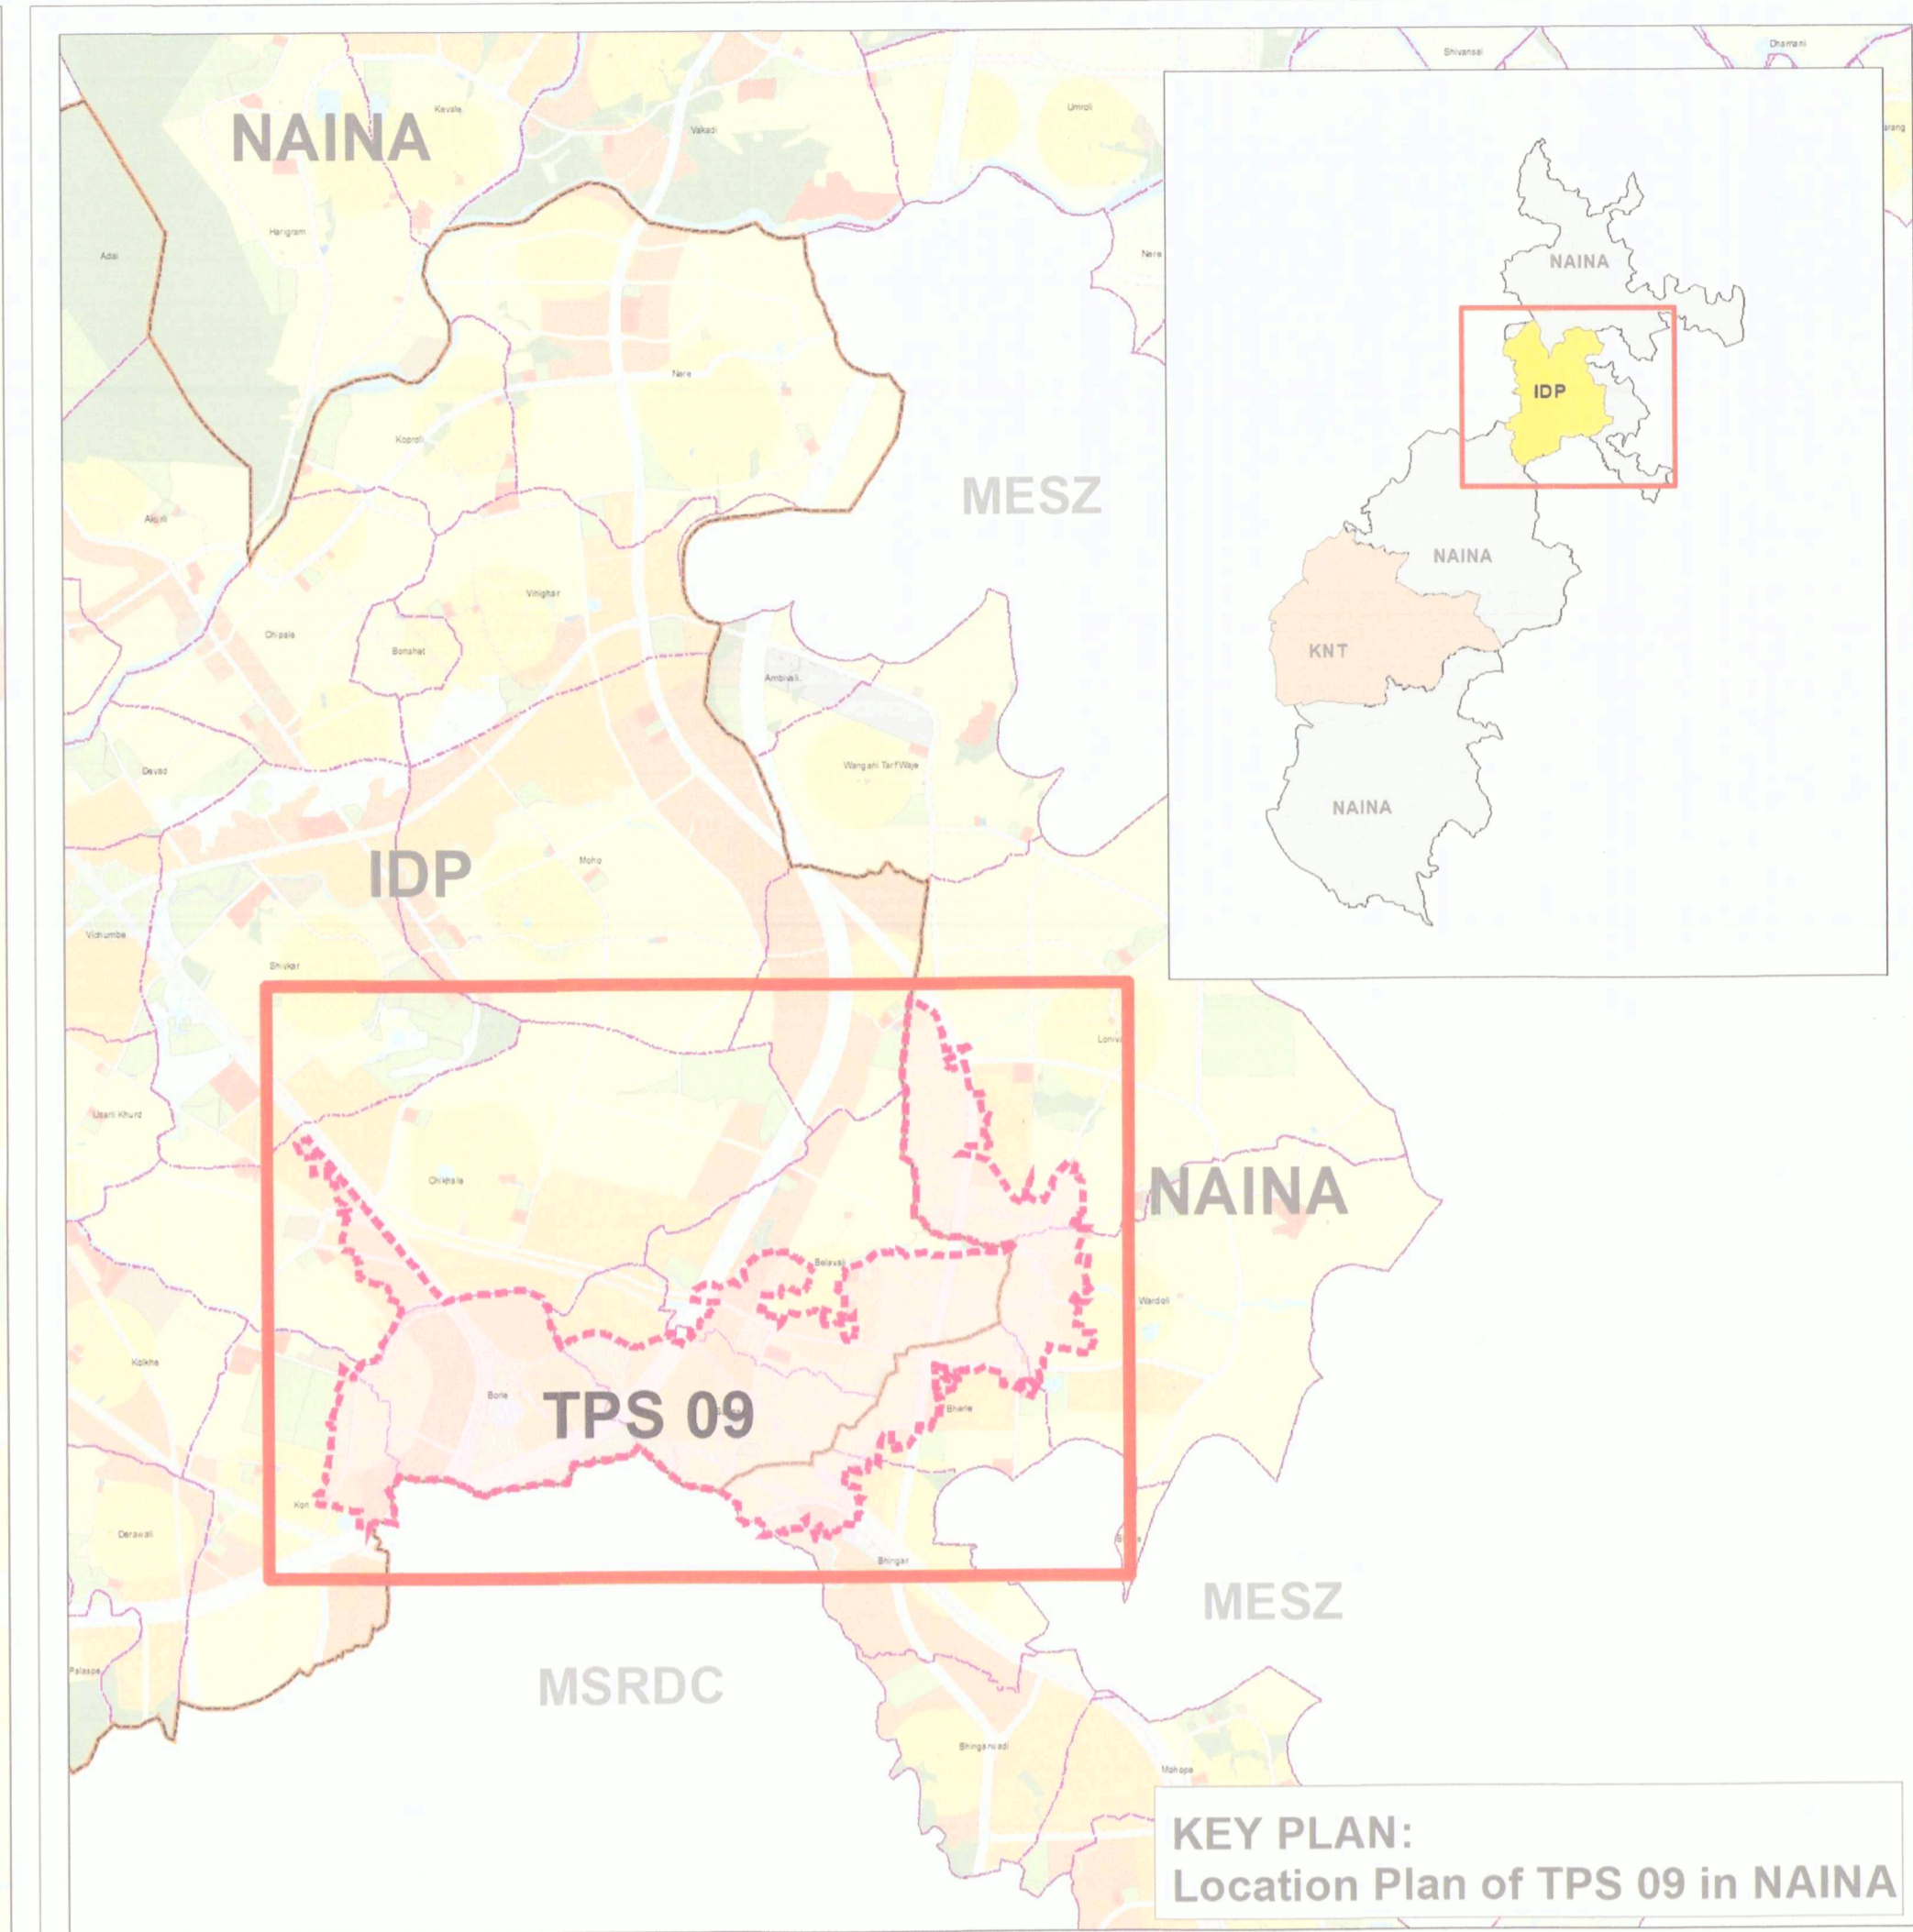 Shivansai
Dhamani
NAINA
Kevale
Vakadi
Umroli
arang
Harigram
Adai
Nere
NAINA
IDP
Nere
Koproli
MESZ
Akurli
NAINA
Vihighar
Chipale
Bonshet
KNT
Ambivali
Devad
Wangani Tarf Waje
NAINA
Moho
IDP
Vichumbe
Shivkar
Loniv
Usarli Khurd
Chikhale
NAINA
Belavali
Wardoli
Kolkhe
Borle
TPS 09
Bharle
Kon
Derawali
Bhingar
MESZ
Palaspe
MSRDC
Bhingarwadi
Mohope
KEY PLAN:
Location Plan of TPS 09 in NAINA